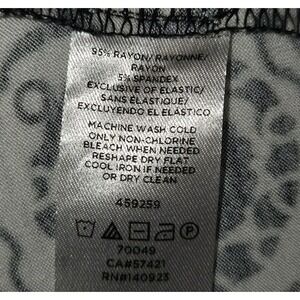 95% RAYON/RAYONNE/
RAYON
5% SPANDEX
EXCLUSIVE OF ELASTIC/
SANS ÉLASTIQUE/
EXCLUYENDO EL ELÁSTICO
MACHINE WASH COLD
ONLY NON-CHLORINE
BLEACH WHEN NEEDED
RESHAPE DRY FLAT
COOL IRON IF NEEDED
OR DRY CLEAN
459259
70049
CA#57421
RN#140923